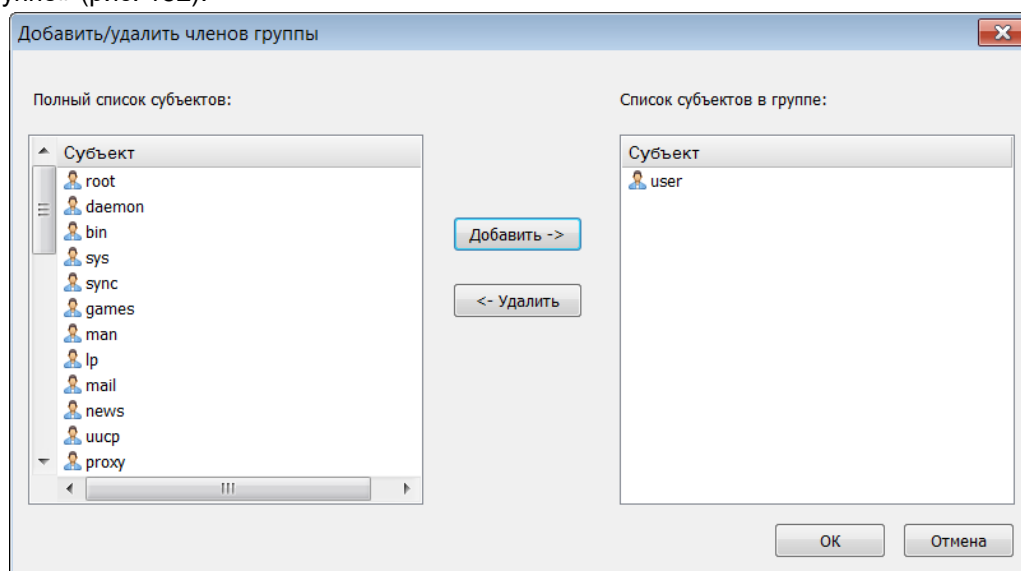 Добавить/удалить членов группы
Полный список субъектов:
Список субъектов в группе:
Субъект
root
daemon
bin
sys
sync
games
man
lp
mail
news
uucp
proxy
Добавить ->
<- Удалить
Субъект
user
ОК
Отмена